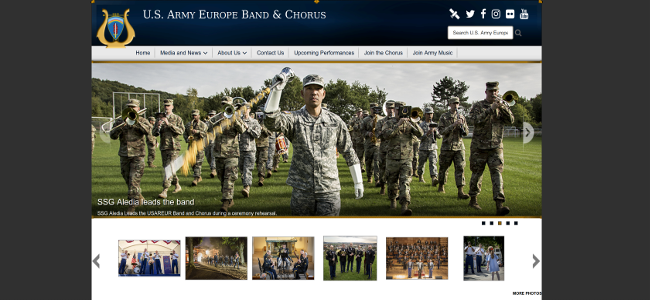 U.S. Army Europe Band & Chorus
Search U.S. Army Europe
Home Media and News About Us Contact Us Upcoming Performances Join the Chorus Join Army Music
SSG Aledia leads the band
SSG Aledia Leads the USAREUR Band and Chorus during a ceremony rehearsal.
MORE PHOTOS